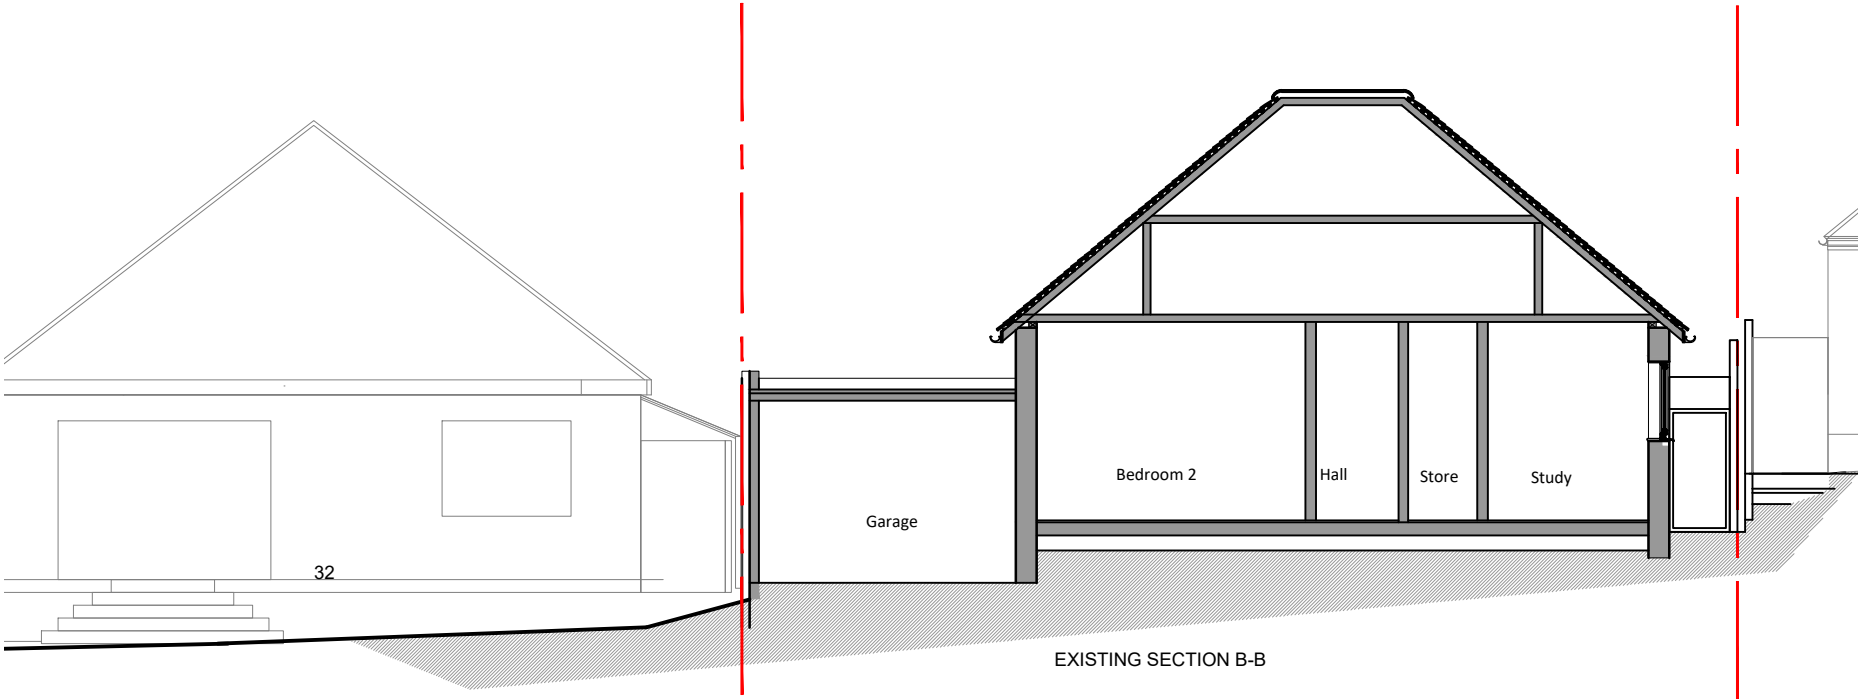 Bedroom 2
Hall
Store
Study
Garage
32
EXISTING SECTION B-B